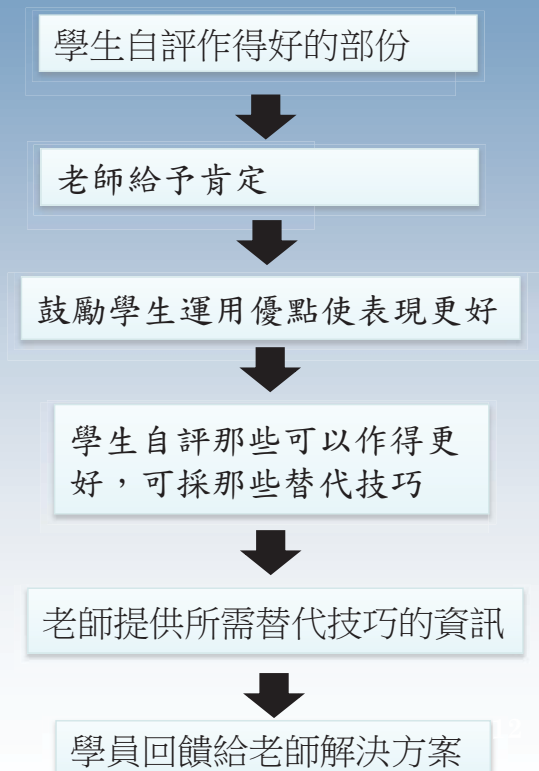 學生自評作得好的部份
老師給予肯定
鼓勵學生運用優點使表現更好
學生自評那些可以作得更
好，可採那些替代技巧
老師提供所需替代技巧的資訊
12
學員回饋給老師解決方案